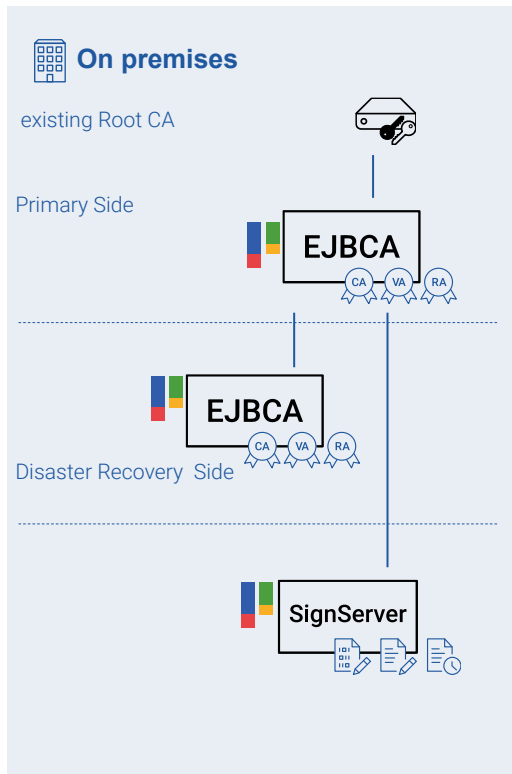 On premises
existing Root CA
Primary Side
EJBCA
CA VA RA
EJBCA
CA VA RA
Disaster Recovery Side
SignServer